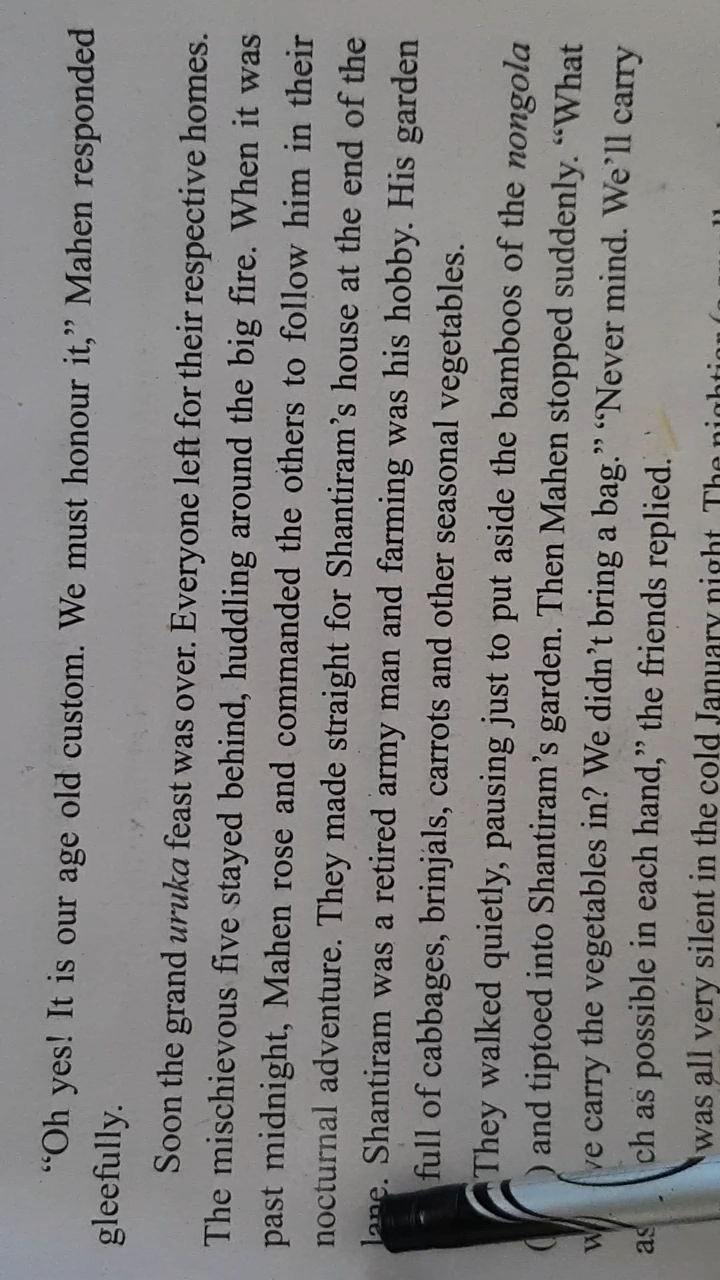 “Oh yes! It is our age old custom. We must honour it,” Mahen responded
gleefully.
Soon the grand uruka feast was over. Everyone left for their respective homes.
The mischievous five stayed behind, huddling around the big fire. When it was
past midnight, Mahen rose and commanded the others to follow him in their
nocturnal adventure. They made straight for Shantiram’s house at the end of the
lane. Shantiram was a retired army man and farming was his hobby. His garden
full of cabbages, brinjals, carrots and other seasonal vegetables.
They walked quietly, pausing just to put aside the bamboos of the nongola
) and tiptoed into Shantiram’s garden. Then Mahen stopped suddenly. “What
carry the vegetables in? We didn’t bring a bag.” “Never mind. We’ll carry
as possible in each hand,” the friends replied.
was all very silent in the cold January night. The